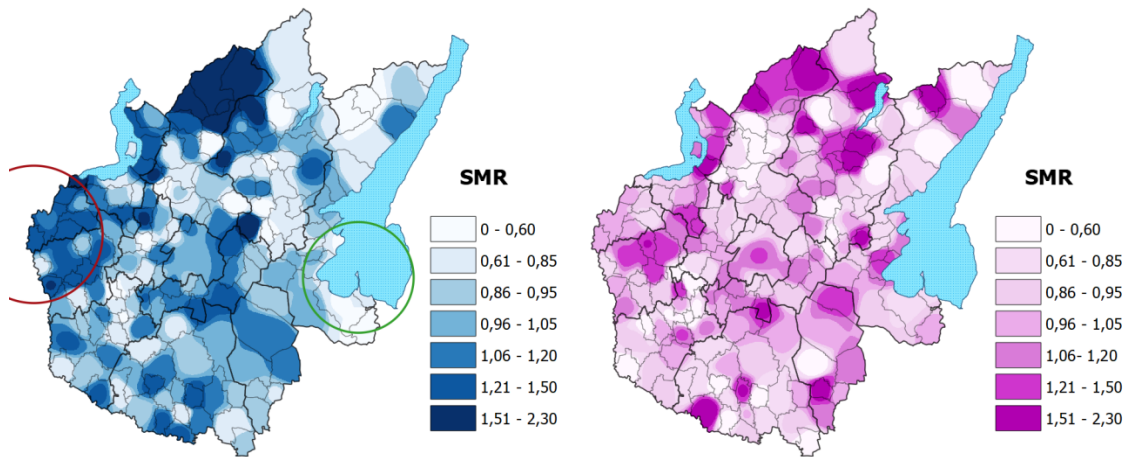 SMR
0 - 0,60
0,61 - 0,85
0,86 - 0,95
0,96 - 1,05
1,06 - 1,20
1,21 - 1,50
1,51 - 2,30
SMR
0 - 0,60
0,61 - 0,85
0,86 - 0,95
0,96 - 1,05
1,06- 1,20
1,21 - 1,50
1,51 - 2,30